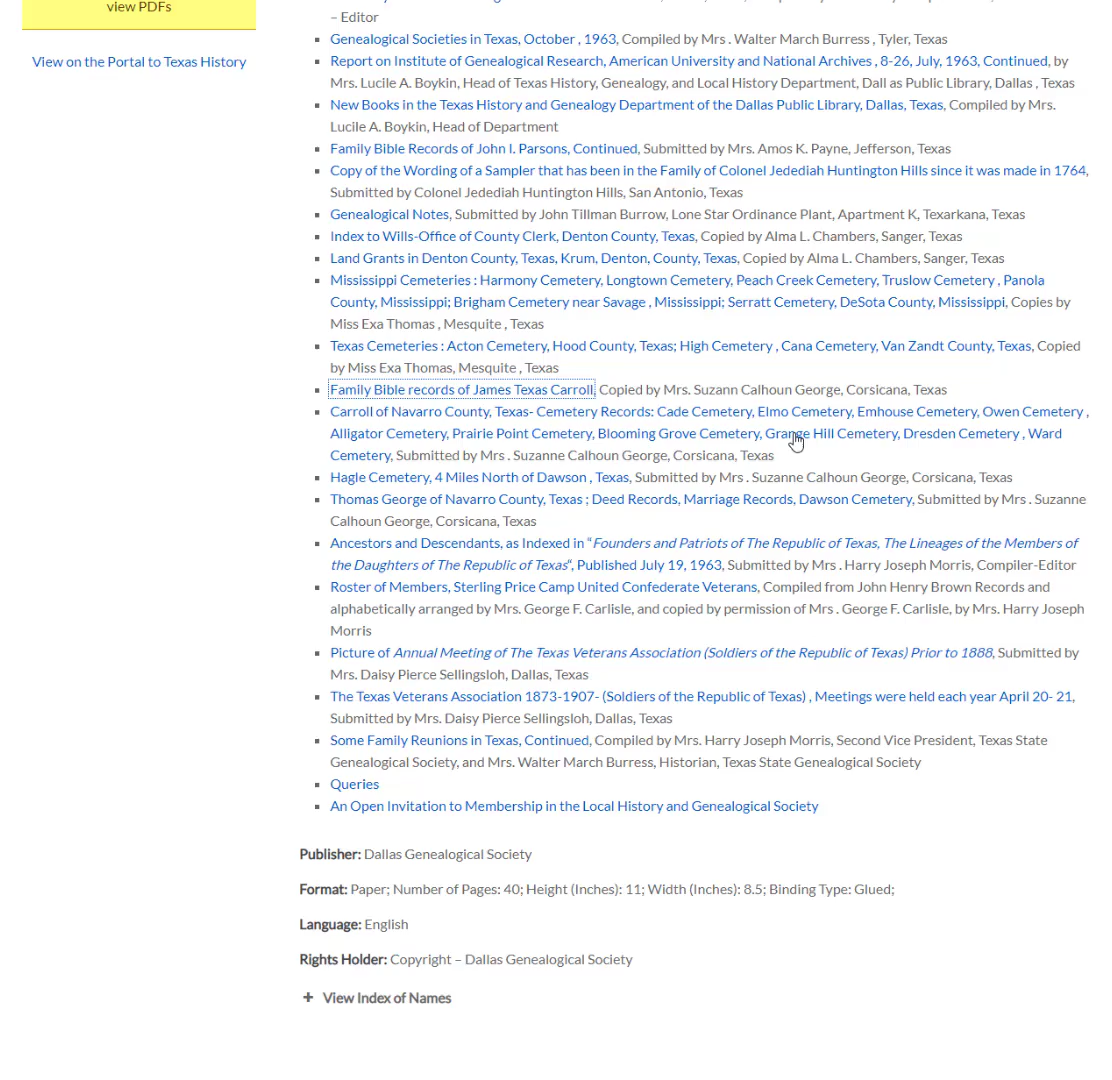 view PDFs
View on the Portal to Texas History
– Editor
Genealogical Societies in Texas, October , 1963, Compiled by Mrs . Walter March Burress , Tyler, Texas
Report on Institute of Genealogical Research, American University and National Archives , 8-26, July, 1963, Continued, by
Mrs. Lucile A. Boykin, Head of Texas History, Genealogy, and Local History Department, Dall as Public Library, Dallas , Texas
New Books in the Texas History and Genealogy Department of the Dallas Public Library, Dallas, Texas, Compiled by Mrs.
Lucile A. Boykin, Head of Department
Family Bible Records of John I. Parsons, Continued, Submitted by Mrs. Amos K. Payne, Jefferson, Texas
Copy of the Wording of a Sampler that has been in the Family of Colonel Jedediah Huntington Hills since it was made in 1764,
Submitted by Colonel Jedediah Huntington Hills, San Antonio, Texas
Genealogical Notes, Submitted by John Tillman Burrow, Lone Star Ordinance Plant, Apartment K, Texarkana, Texas
Index to Wills-Office of County Clerk, Denton County, Texas, Copied by Alma L. Chambers, Sanger, Texas
Land Grants in Denton County, Texas, Krum, Denton, County, Texas, Copied by Alma L. Chambers, Sanger, Texas
Mississippi Cemeteries : Harmony Cemetery, Longtown Cemetery, Peach Creek Cemetery, Truslow Cemetery , Panola
County, Mississippi; Brigham Cemetery near Savage , Mississippi; Serratt Cemetery, DeSota County, Mississippi, Copies by
Miss Exa Thomas , Mesquite , Texas
Texas Cemeteries : Acton Cemetery, Hood County, Texas; High Cemetery , Cana Cemetery, Van Zandt County, Texas, Copied
by Miss Exa Thomas, Mesquite , Texas
Family Bible records of James Texas Carroll, Copied by Mrs. Suzann Calhoun George, Corsicana, Texas
Carroll of Navarro County, Texas- Cemetery Records: Cade Cemetery, Elmo Cemetery, Emhouse Cemetery, Owen Cemetery ,
Alligator Cemetery, Prairie Point Cemetery, Blooming Grove Cemetery, Grange Hill Cemetery, Dresden Cemetery , Ward
Cemetery, Submitted by Mrs . Suzanne Calhoun George, Corsicana, Texas
Hagle Cemetery, 4 Miles North of Dawson , Texas, Submitted by Mrs . Suzanne Calhoun George, Corsicana, Texas
Thomas George of Navarro County, Texas ; Deed Records, Marriage Records, Dawson Cemetery, Submitted by Mrs . Suzanne
Calhoun George, Corsicana, Texas
Ancestors and Descendants, as Indexed in “Founders and Patriots of The Republic of Texas, The Lineages of the Members of
the Daughters of The Republic of Texas“, Published July 19, 1963, Submitted by Mrs . Harry Joseph Morris, Compiler-Editor
Roster of Members, Sterling Price Camp United Confederate Veterans, Compiled from John Henry Brown Records and
alphabetically arranged by Mrs. George F. Carlisle, and copied by permission of Mrs . George F. Carlisle, by Mrs. Harry Joseph
Morris
Picture of Annual Meeting of The Texas Veterans Association (Soldiers of the Republic of Texas) Prior to 1888, Submitted by
Mrs. Daisy Pierce Sellingsloh, Dallas, Texas
The Texas Veterans Association 1873-1907- (Soldiers of the Republic of Texas) , Meetings were held each year April 20- 21,
Submitted by Mrs. Daisy Pierce Sellingsloh, Dallas, Texas
Some Family Reunions in Texas, Continued, Compiled by Mrs. Harry Joseph Morris, Second Vice President, Texas State
Genealogical Society, and Mrs. Walter March Burress, Historian, Texas State Genealogical Society
Queries
An Open Invitation to Membership in the Local History and Genealogical Society
Publisher: Dallas Genealogical Society
Format: Paper; Number of Pages: 40; Height (Inches): 11; Width (Inches): 8.5; Binding Type: Glued;
Language: English
Rights Holder: Copyright – Dallas Genealogical Society
+ View Index of Names